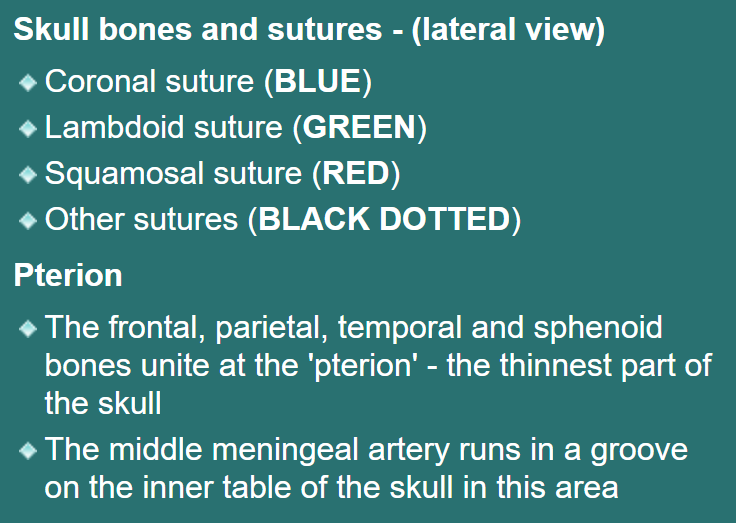 Skull bones and sutures - (lateral view)
Coronal suture (BLUE)
Lambdoid suture (GREEN)
Squamosal suture (RED)
Other sutures (BLACK DOTTED)
Pterion
The frontal, parietal, temporal and sphenoid
bones unite at the 'pterion' - the thinnest part of
the skull
The middle meningeal artery runs in a groove
on the inner table of the skull in this area